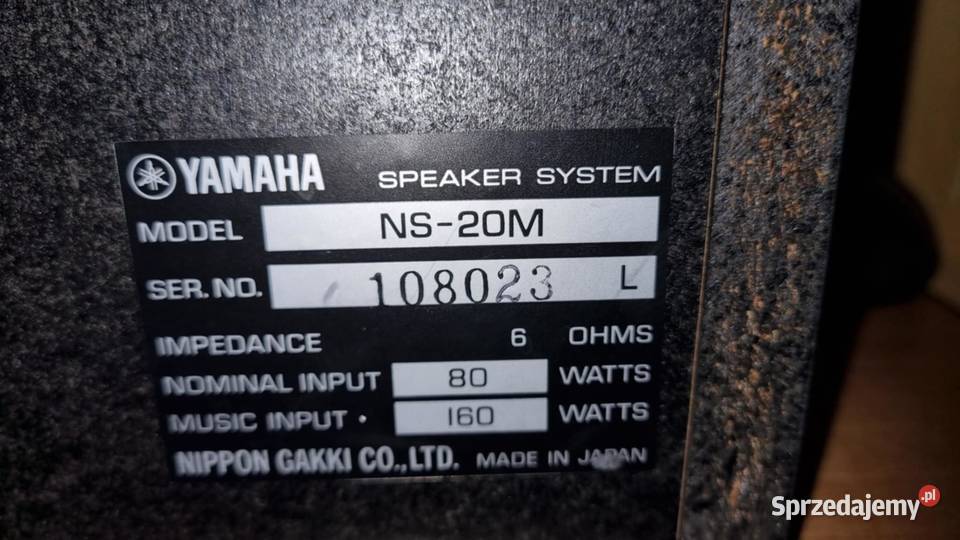 YAMAHA SPEAKER SYSTEM
MODEL NS-20M
SER. NO. 108023 L
IMPEDANCE 6 OHMS
NOMINAL INPUT 80 WATTS
MUSIC INPUT · 160 WATTS
NIPPON GAKKI CO., LTD. MADE IN JAPAN
Sprzedajemy.pl